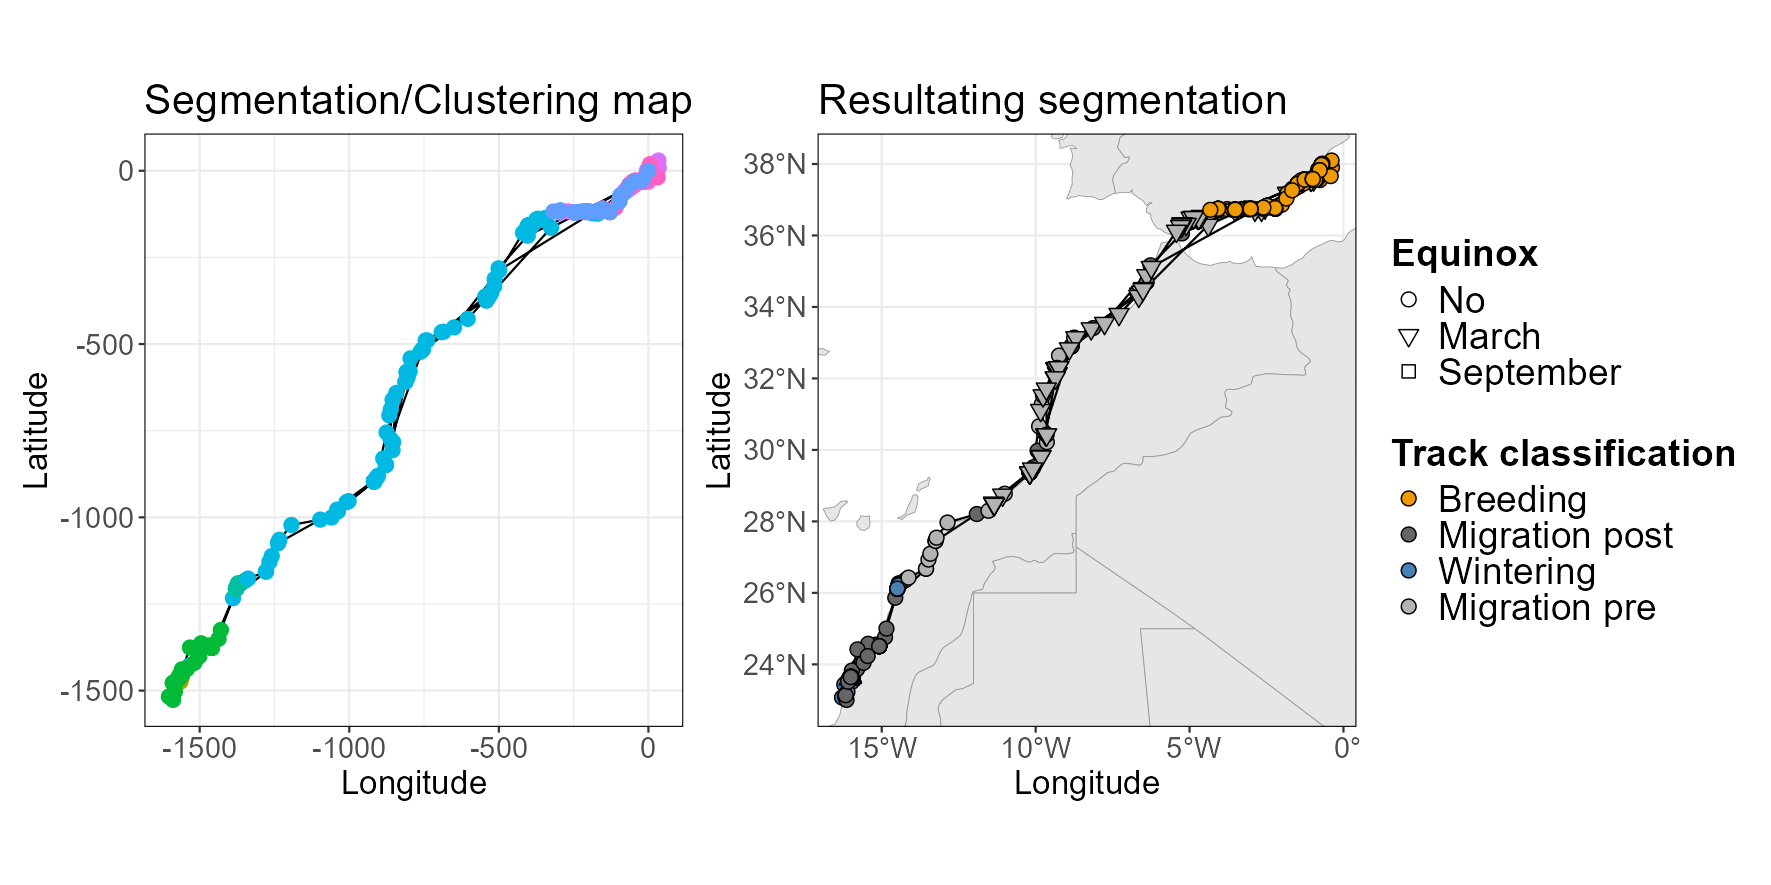 Segmentation/Clustering map
0
-500
-1000
-1500
-1500
-1000
-500
0
Longitude
Latitude
Resultating segmentation
38°N
36°N
34°N
32°N
30°N
28°N
26°N
24°N
15°W
10°W
5°W
0°
Longitude
Latitude
Equinox
No
March
September
Track classification
Breeding
Migration post
Wintering
Migration pre